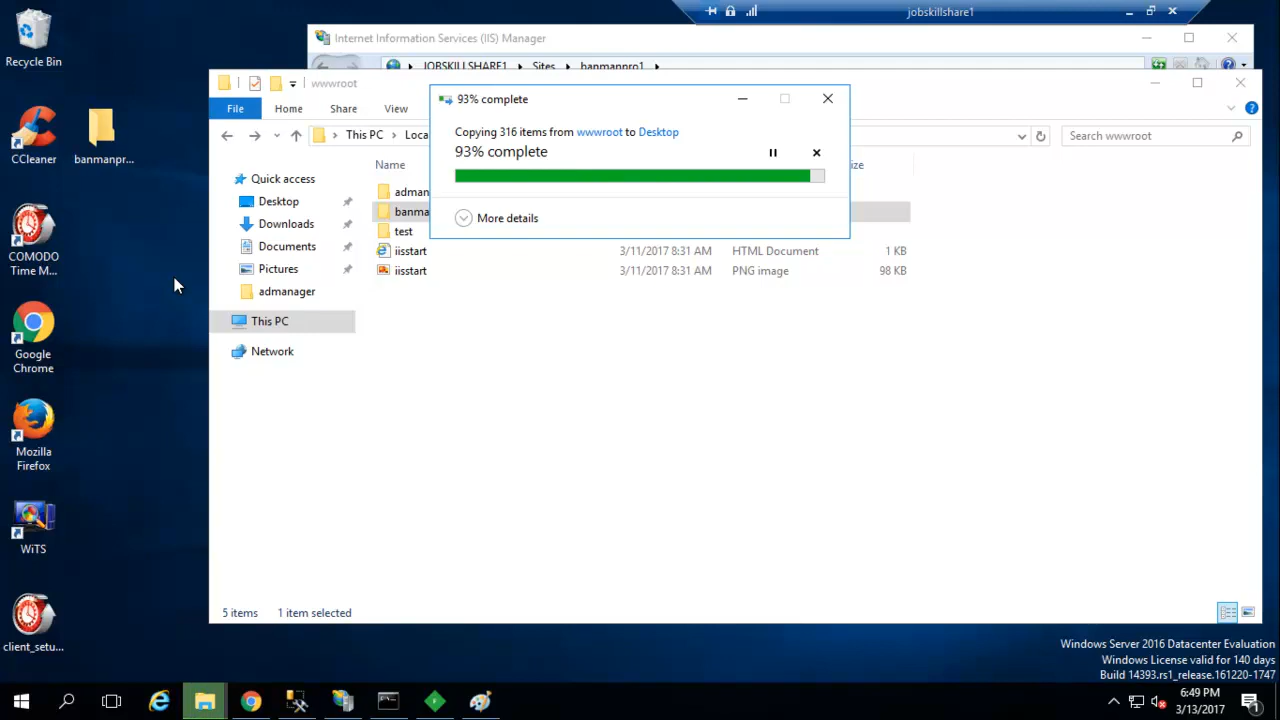 jobskillshare1
Internet Information Services (IIS) Manager
JOBSKILLSHARE1 Sites banmanpro1
wwwroot
File Home Share View
This PC Loca
Search wwwroot
93% complete
Copying 316 items from wwwroot to Desktop
93% complete
More details
Name
Quick access
Desktop
Downloads
Documents
Pictures
admanager
This PC
Network
adman
banma
test
iisstart 3/11/2017 8:31 AM HTML Document 1 KB
iisstart 3/11/2017 8:31 AM PNG image 98 KB
5 items 1 item selected
Recycle Bin
CCleaner
banmanpr...
COMODO
Time M...
Google
Chrome
Mozilla
Firefox
WiTS
client_setu...
Windows Server 2016 Datacenter Evaluation
Windows License valid for 140 days
Build 14393.rs1_release.161220-1747
6:49 PM
3/13/2017
1